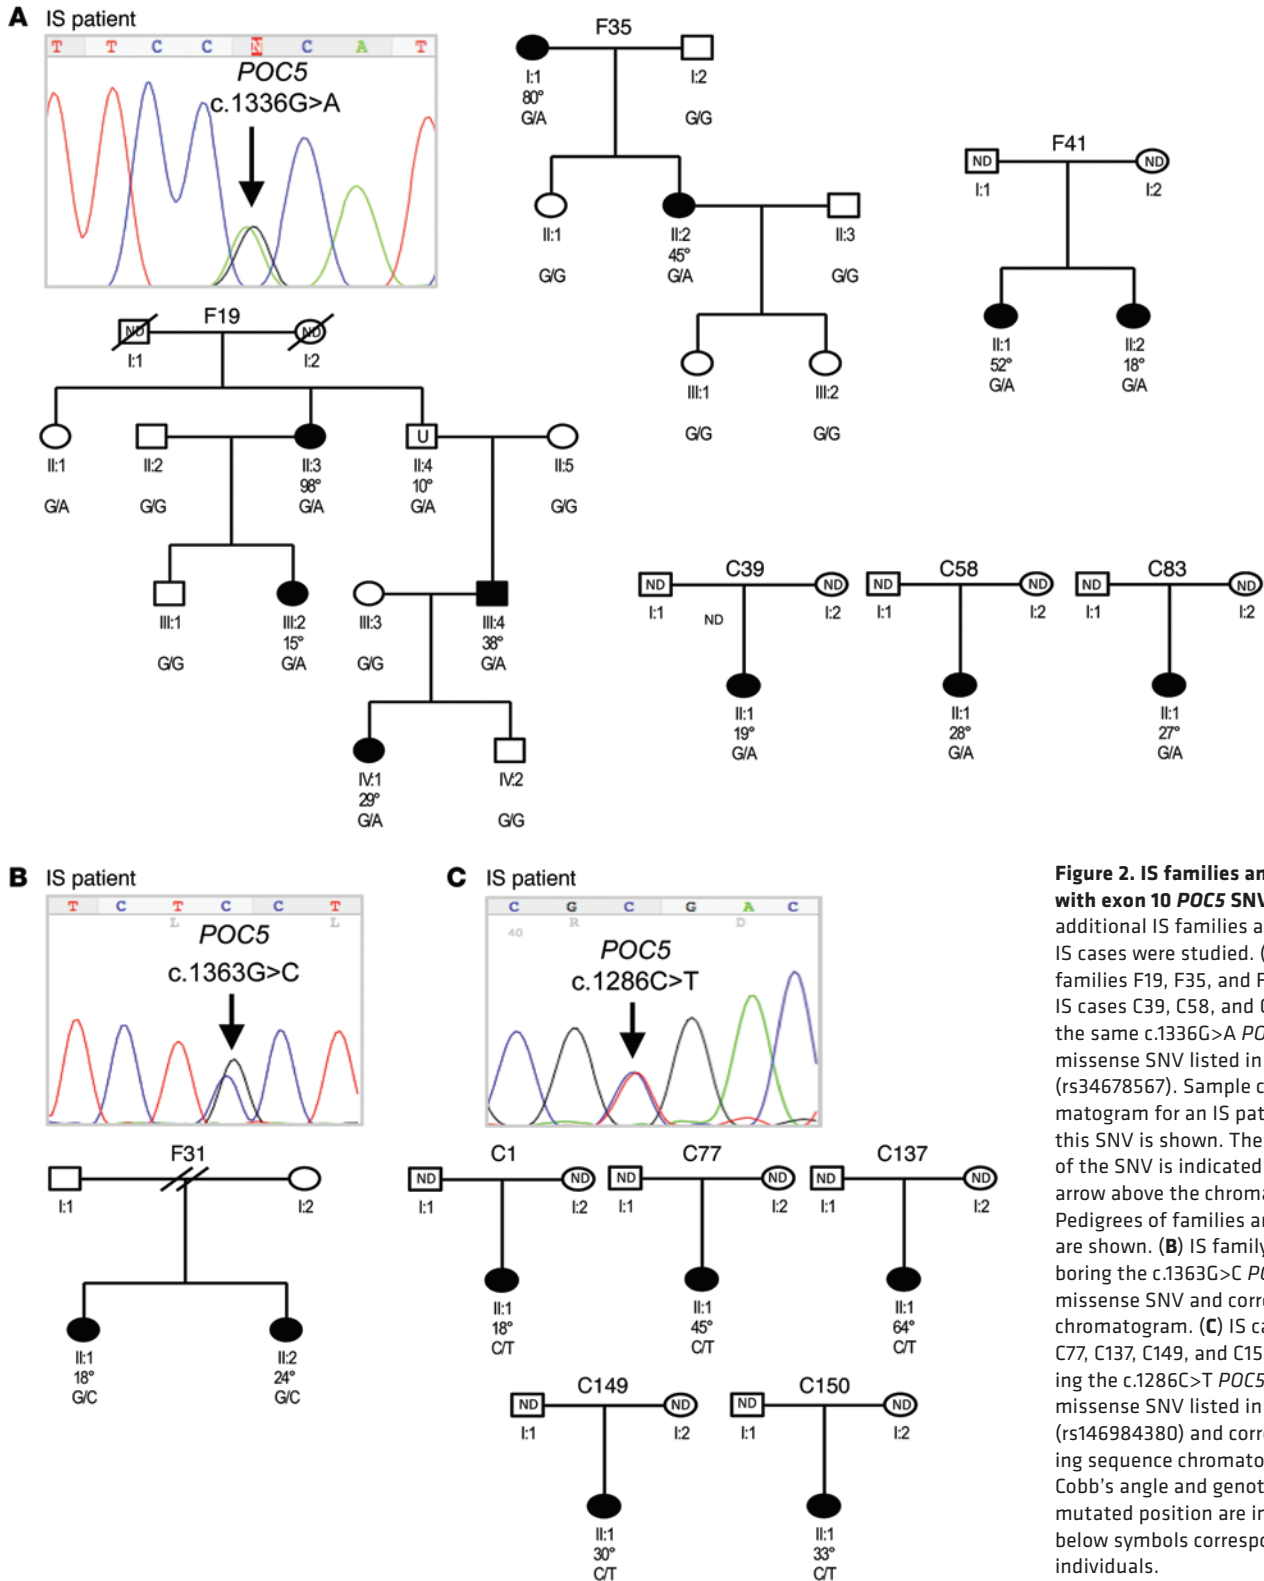 A IS patient
T T C C N C A T
POC5
c.1336G>A
F35
I:1 I:2
80°
G/A G/G
II:1 II:2 II:3
45°
G/G G/A G/G
III:1 III:2
G/G G/G
F41
ND ND
I:1 I:2
II:1 II:2
52° 18°
G/A G/A
F19
ND ND
I:1 I:2
U
II:1 II:2 II:3 II:4 II:5
98° 10°
G/A G/G G/A G/A G/G
III:1 III:2 III:3 III:4
15° 38°
G/G G/A G/G G/A
IV:1 IV:2
29°
G/A G/G
C39
ND ND
I:1 I:2
ND
II:1
19°
G/A
C58
ND ND
I:1 I:2
II:1
28°
G/A
C83
ND ND
I:1 I:2
II:1
27°
G/A
B IS patient
T C T C C T
L L
POC5
c.1363G>C
F31
I:1 I:2
II:1 II:2
18° 24°
G/C G/C
C IS patient
C G C G A C
40 R D
POC5
c.1286C>T
C1
ND ND
I:1 I:2
II:1
18°
C/T
C77
ND ND
I:1 I:2
II:1
45°
C/T
C137
ND ND
I:1 I:2
II:1
64°
C/T
C149
ND ND
I:1 I:2
II:1
30°
C/T
C150
ND ND
I:1 I:2
II:1
33°
C/T
Figure 2. IS families an
with exon 10 POC5 SNV
additional IS families a
IS cases were studied. (
families F19, F35, and F
IS cases C39, C58, and C
the same c.1336G>A PO
missense SNV listed in
(rs34678567). Sample c
matogram for an IS pat
this SNV is shown. The
of the SNV is indicated
arrow above the chroma
Pedigrees of families an
are shown. (B) IS family
boring the c.1363G>C PO
missense SNV and corre
chromatogram. (C) IS ca
C77, C137, C149, and C15
ing the c.1286C>T POC5
missense SNV listed in
(rs146984380) and corre
ing sequence chromato
Cobb's angle and genot
mutated position are in
below symbols correspo
individuals.